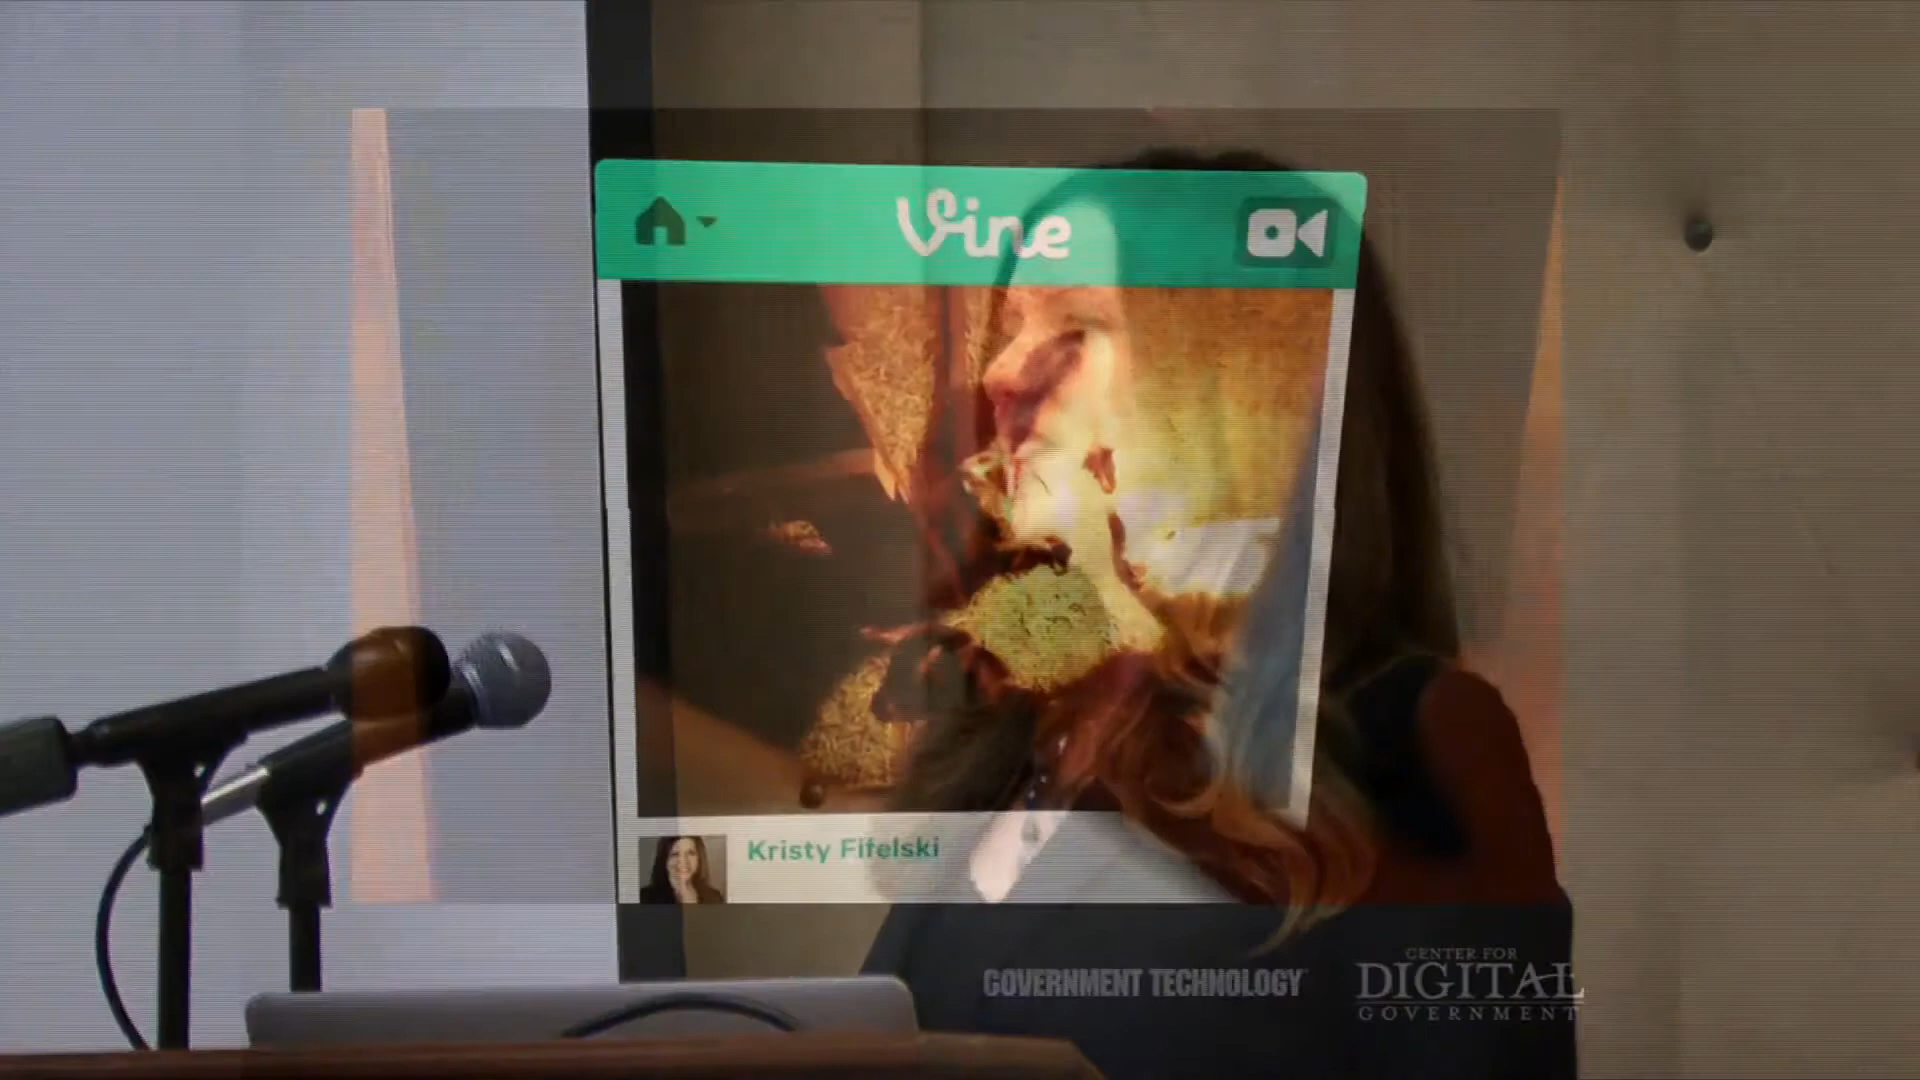 Vine
Kristy Fifelski
GOVERNMENT TECHNOLOGY
CENTER FOR
DIGITAL
GOVERNMENT